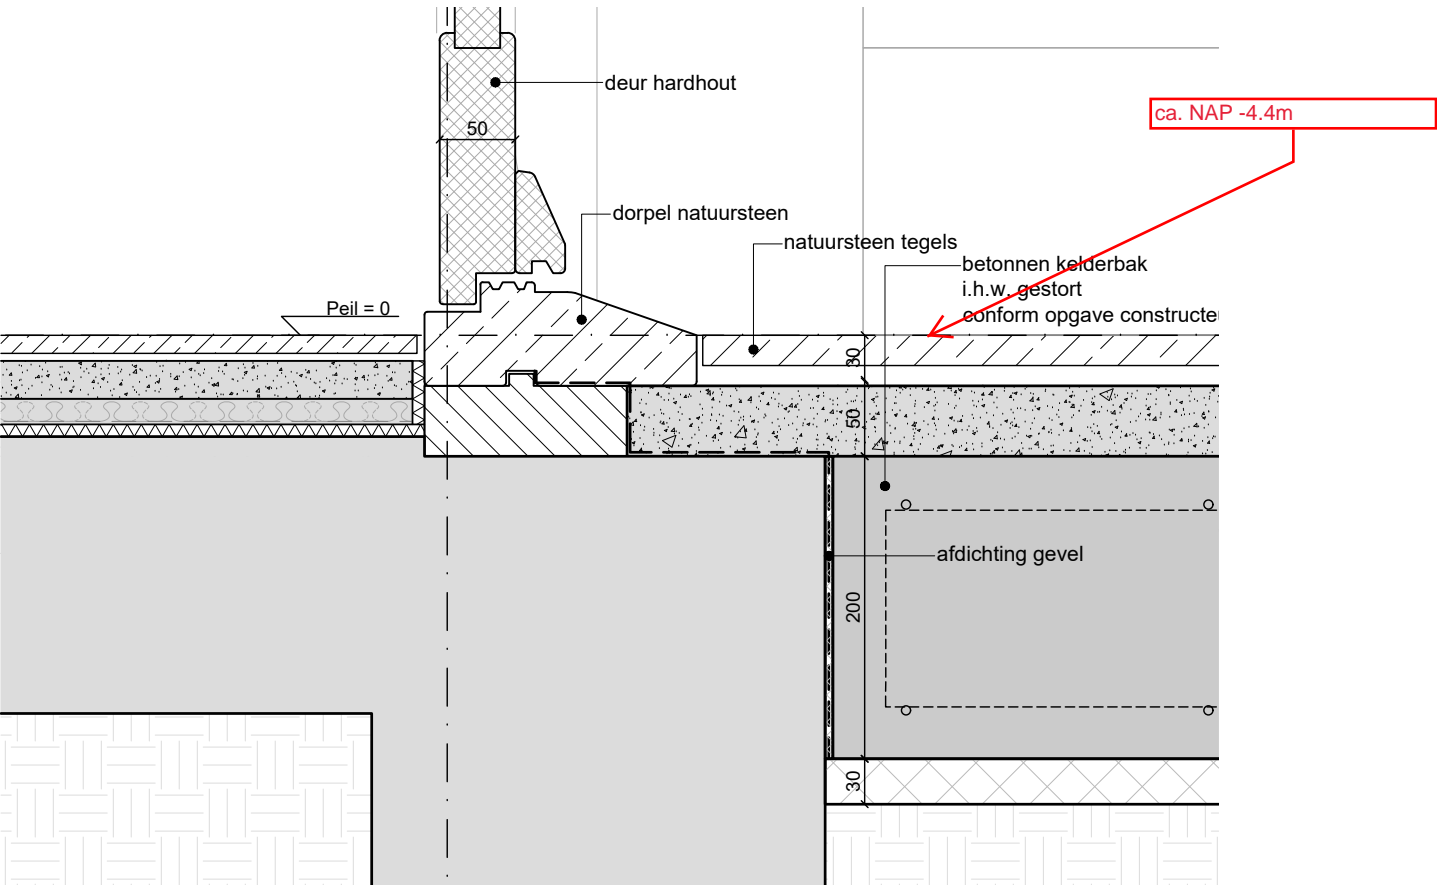 deur hardhout
ca. NAP -4.4m
50
dorpel natuursteen
natuursteen tegels
betonnen kelderbak
i.h.w. gestort
conform opgave constructe
Peil = 0
30
50
afdichting gevel
200
30